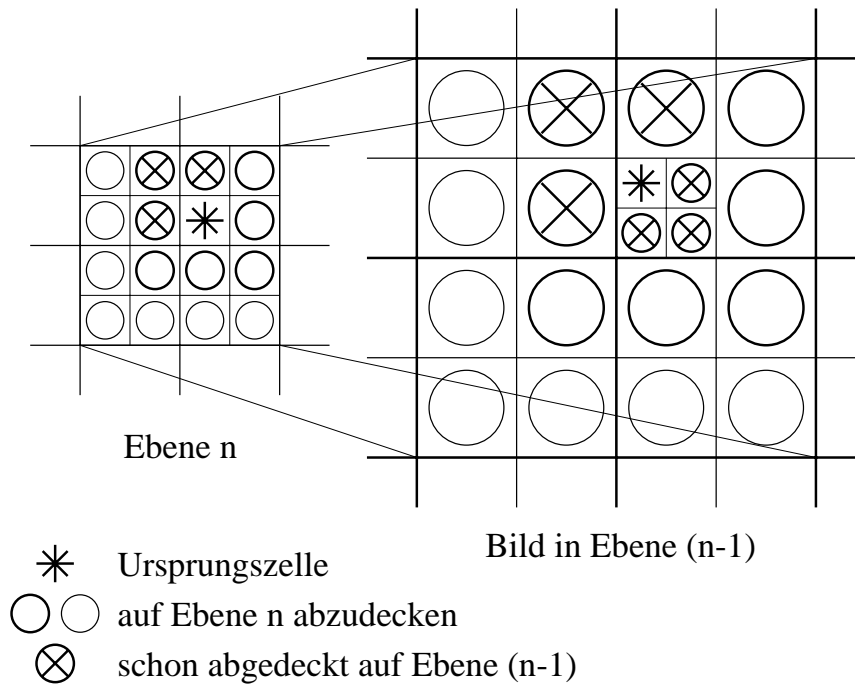 Ebene n
Bild in Ebene (n-1)
Ursprungszelle
auf Ebene n abzudecken
schon abgedeckt auf Ebene (n-1)